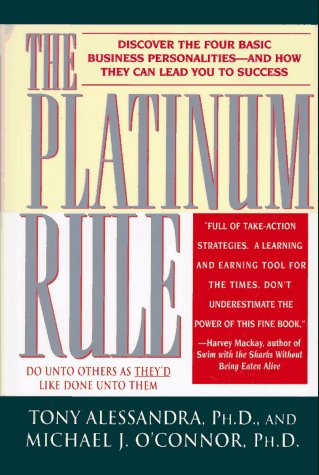 DISCOVER THE FOUR BASIC
BUSINESS PERSONALITIES—AND HOW
THEY CAN LEAD YOU TO SUCCESS
THE
PLATINUM
RULE
"FULL OF TAKE-ACTION
STRATEGIES. A LEARNING
AND EARNING TOOL FOR
THE TIMES. DON'T
UNDERESTIMATE THE
POWER OF THIS FINE BOOK."
—Harvey Mackay, author of
Swim with the Sharks Without
Being Eaten Alive
DO UNTO OTHERS AS THEY'D
LIKE DONE UNTO THEM
TONY ALESSANDRA, PH.D., AND
MICHAEL J. O'CONNOR, PH.D.